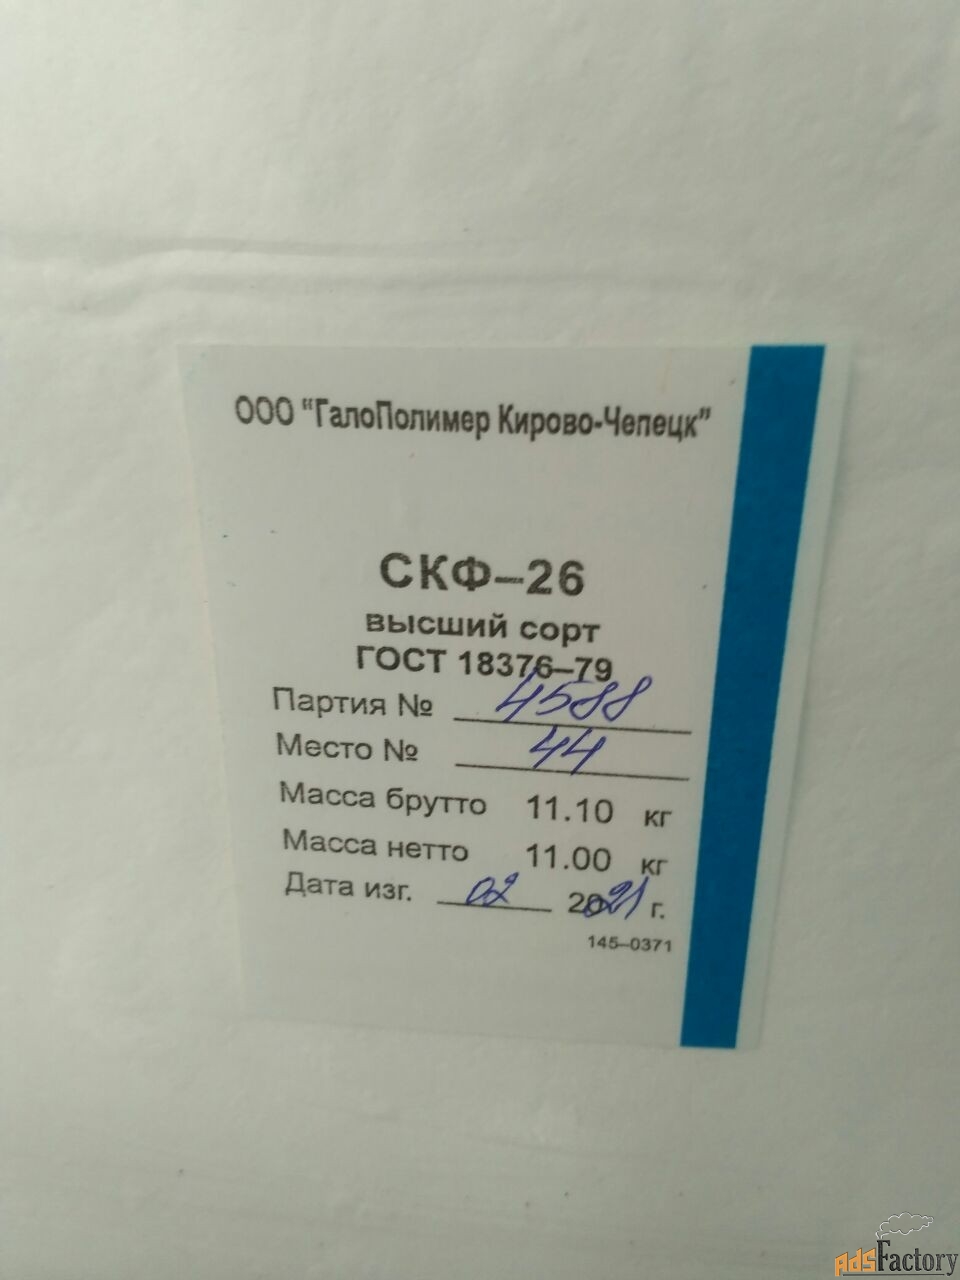 ООО “ГалоПолимер Кирово-Чепецк”
СКФ–26
высший сорт
ГОСТ 18376–79
Партия № 4588
Место № 44
Масса брутто 11.10 кг
Масса нетто 11.00 кг
Дата изг. 02 2021 г.
145–0371
AdsFactory